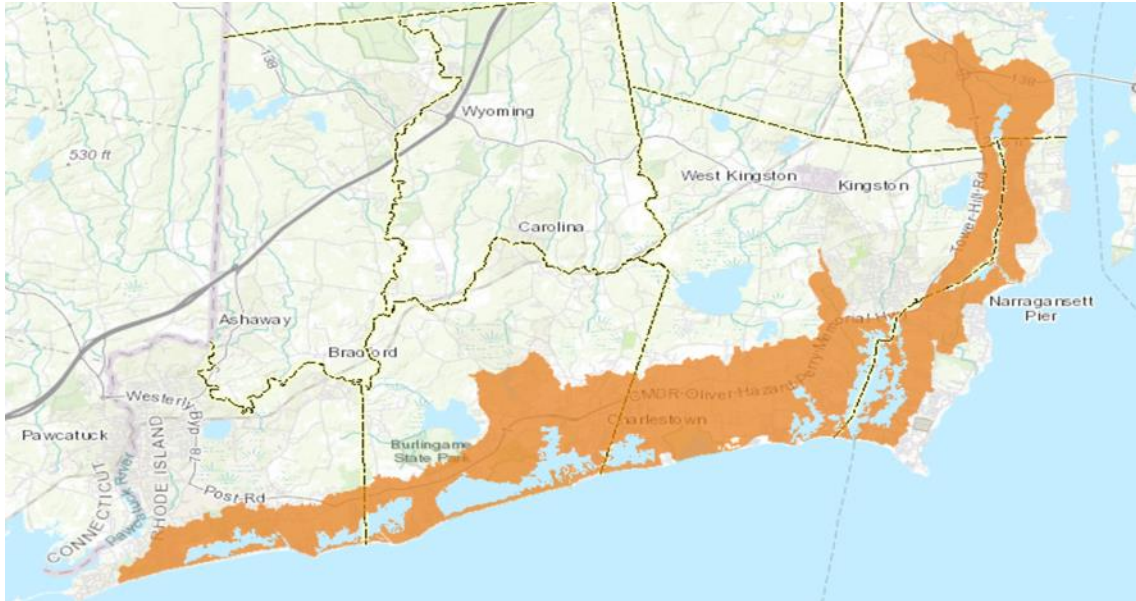 138
138
Wyoming
530 ft
West Kingston
Kingston
Tower Hill Rd
Carolina
Narragansett
Pier
Ashaway
Bradford
CMDR-Oliver-Hazard-Perry Memorial Hwy
Charlestown
Westerly Byp
78
Pawcatuck
Burlingame
State Park
Post-Rd
CONNECTICUT
RHODE ISLAND
Pawcatuck River